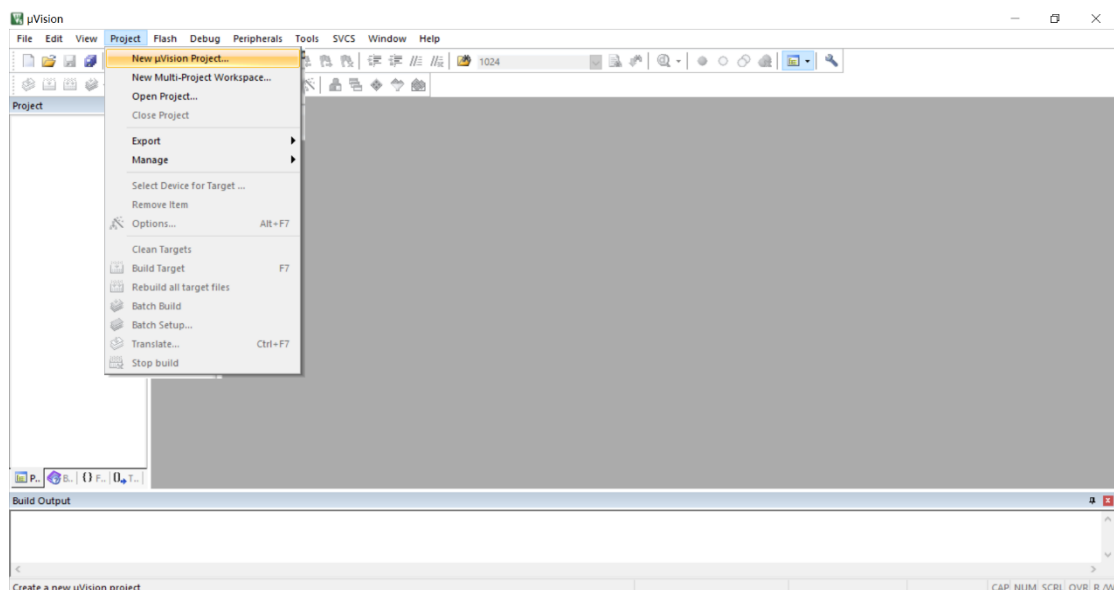 µVision
File Edit View Project Flash Debug Peripherals Tools SVCS Window Help
New µVision Project...
1024
New Multi-Project Workspace...
Project
Open Project...
Close Project
Export
Manage
Select Device for Target ...
Remove Item
Options... Alt+F7
Clean Targets
Build Target F7
Rebuild all target files
Batch Build
Batch Setup...
Translate... Ctrl+F7
Stop build
P.. B.. {} F.. 0 T..
Build Output
Create a new µVision project CAP NUM SCRL OVR R/W